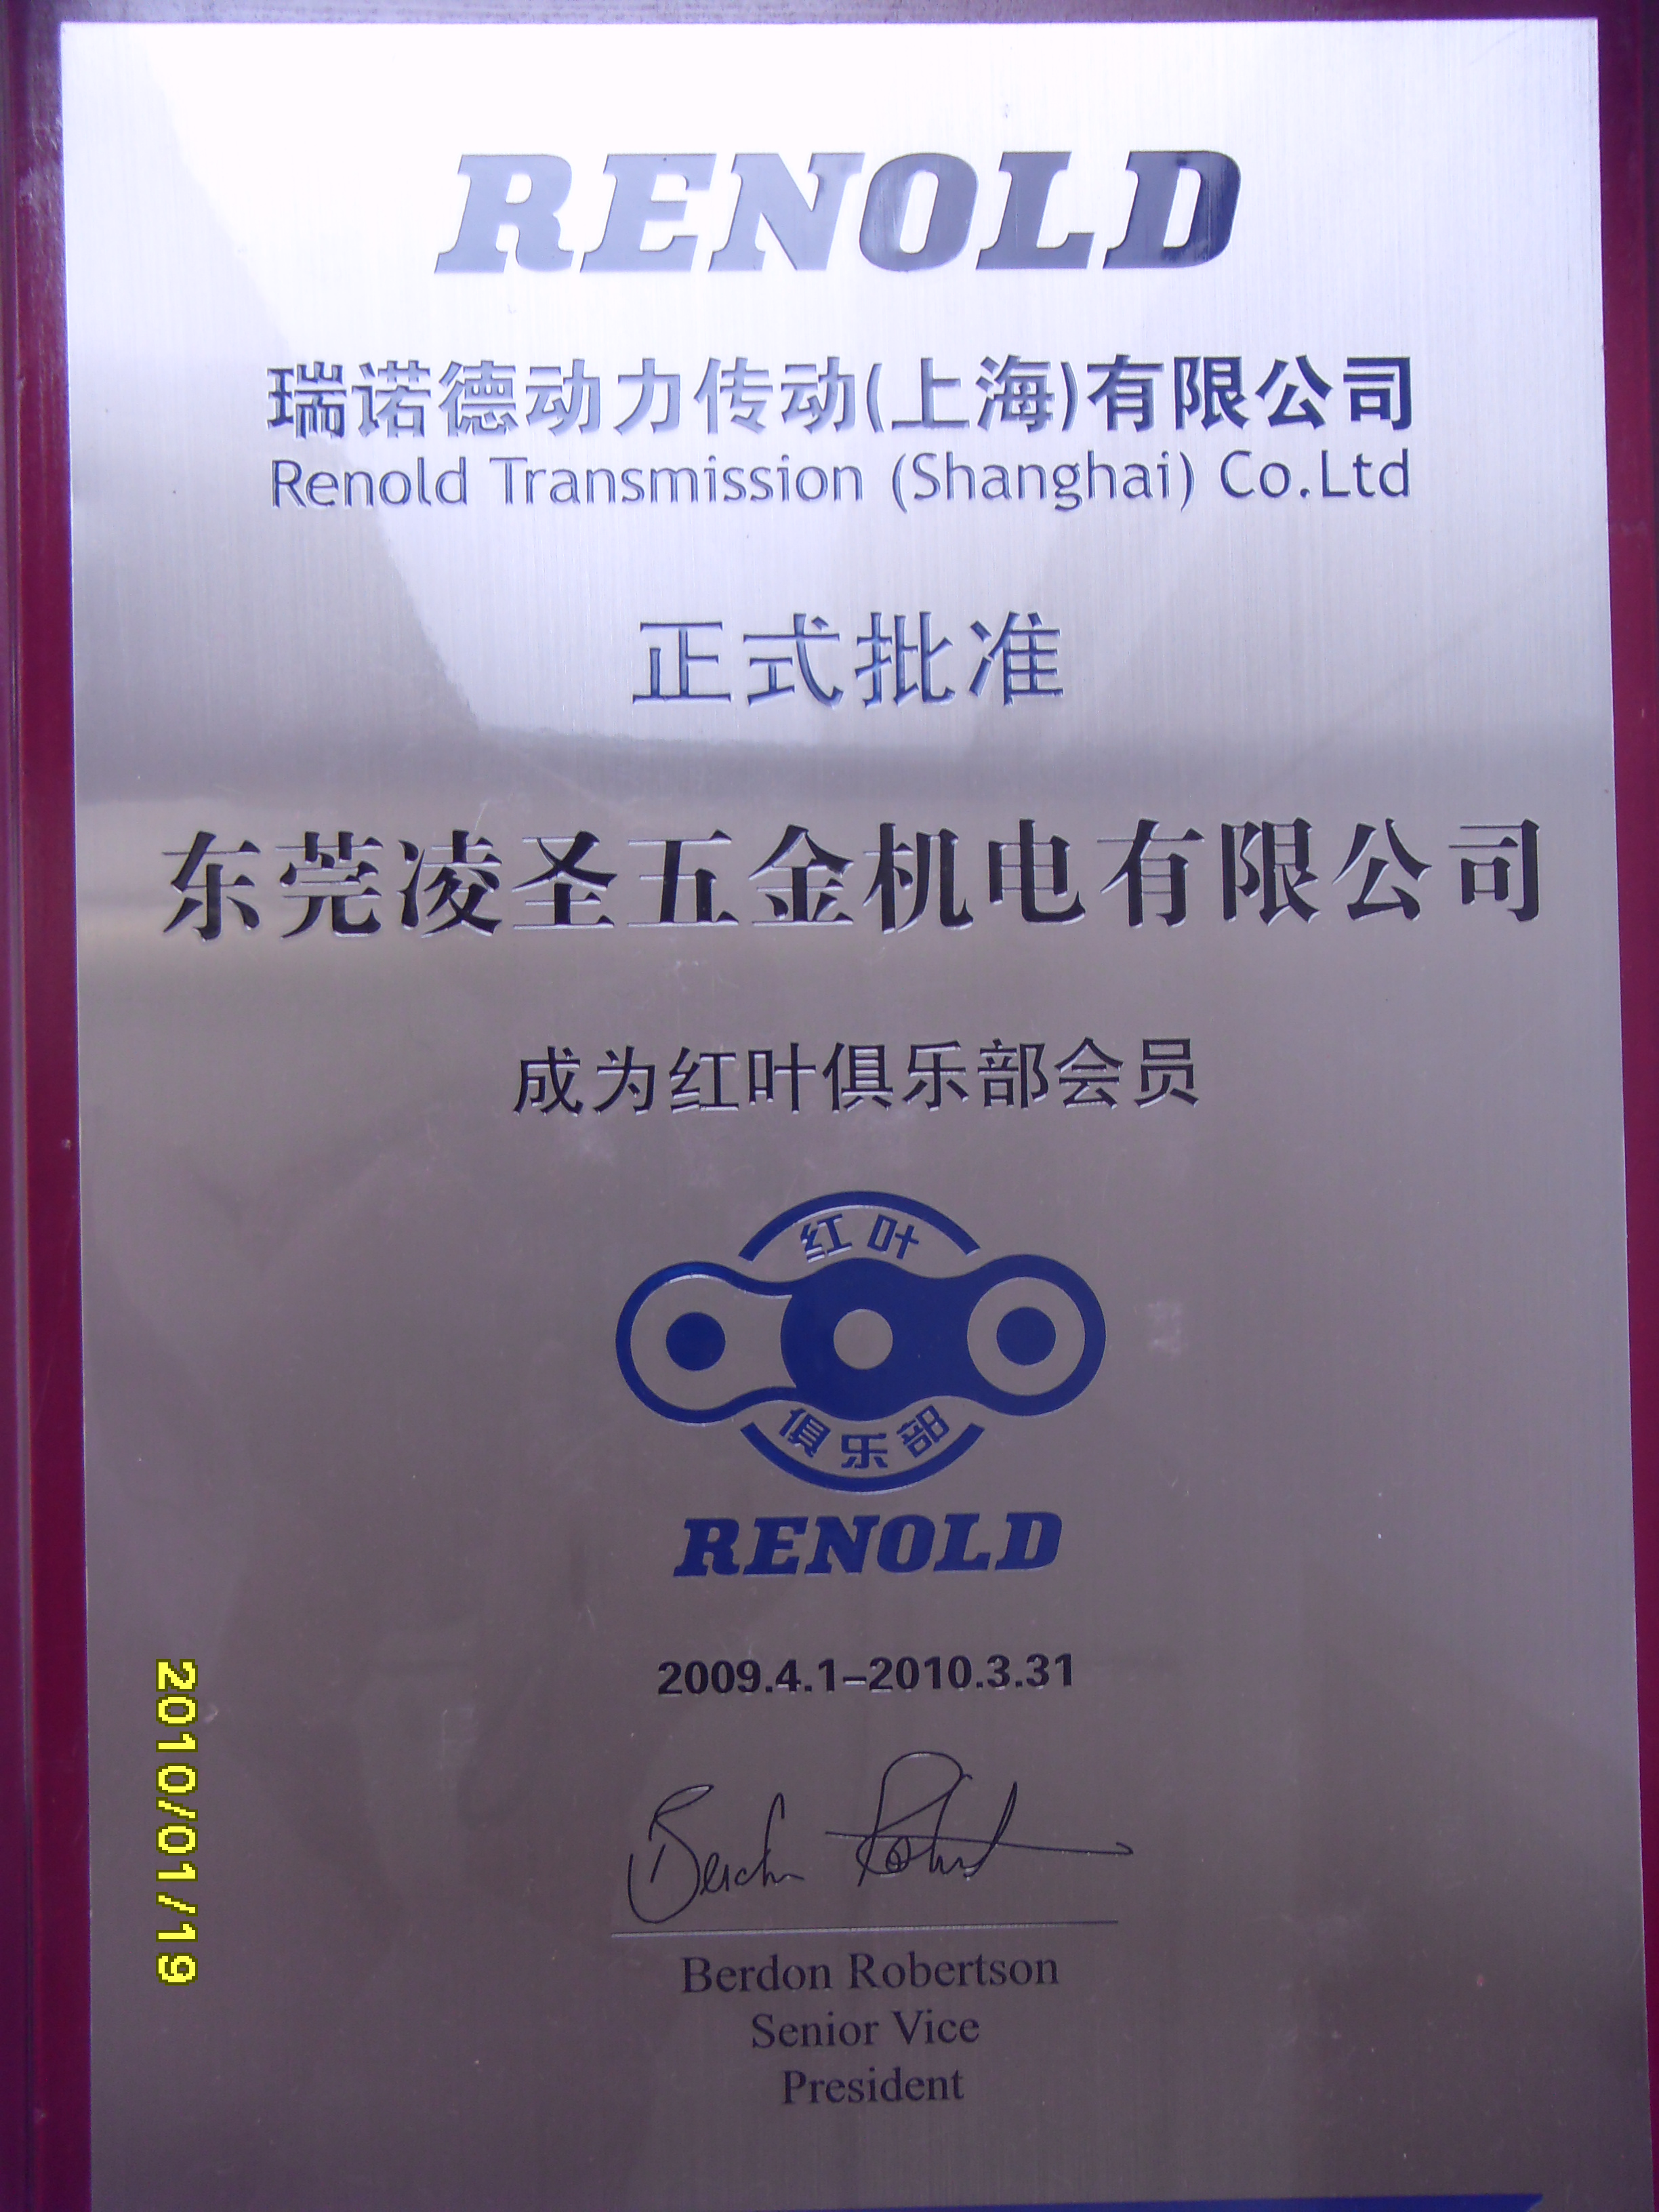 RENOLD
瑞诺德动力传动(上海)有限公司
Renold Transmission (Shanghai) Co.Ltd
正式批准
东莞凌圣五金机电有限公司
成为红叶俱乐部会员
红叶
俱乐部
RENOLD
2009.4.1–2010.3.31
Berdon Robertson
Berdon Robertson
Senior Vice
President
2010/01/19